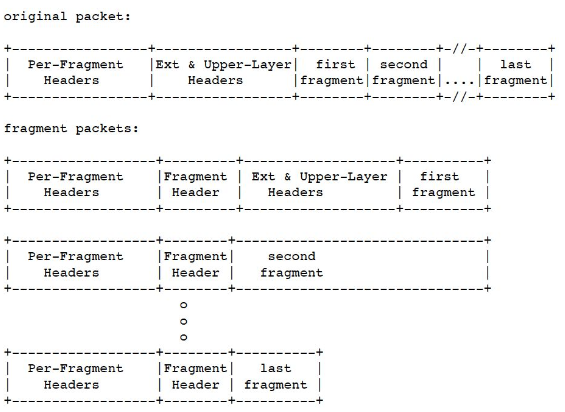 original packet:
+------------------+-----------------+--------+--------+-//-+--------+
|  Per-Fragment    |Ext & Upper-Layer|  first | second |    |  last  |
|    Headers       |    Headers      |fragment|fragment|....|fragment|
+------------------+-----------------+--------+--------+-//-+--------+
fragment packets:
+------------------+---------+-------------------+----------+
|  Per-Fragment    |Fragment | Ext & Upper-Layer |  first   |
|    Headers       | Header  |   Headers         | fragment |
+------------------+---------+-------------------+----------+
+------------------+--------+-------------------------------+
|  Per-Fragment    |Fragment|    second                     |
|    Headers       | Header |   fragment                    |
+------------------+--------+-------------------------------+
o
o
o
+------------------+--------+----------+
|  Per-Fragment    |Fragment|   last   |
|    Headers       | Header | fragment |
+------------------+--------+----------+